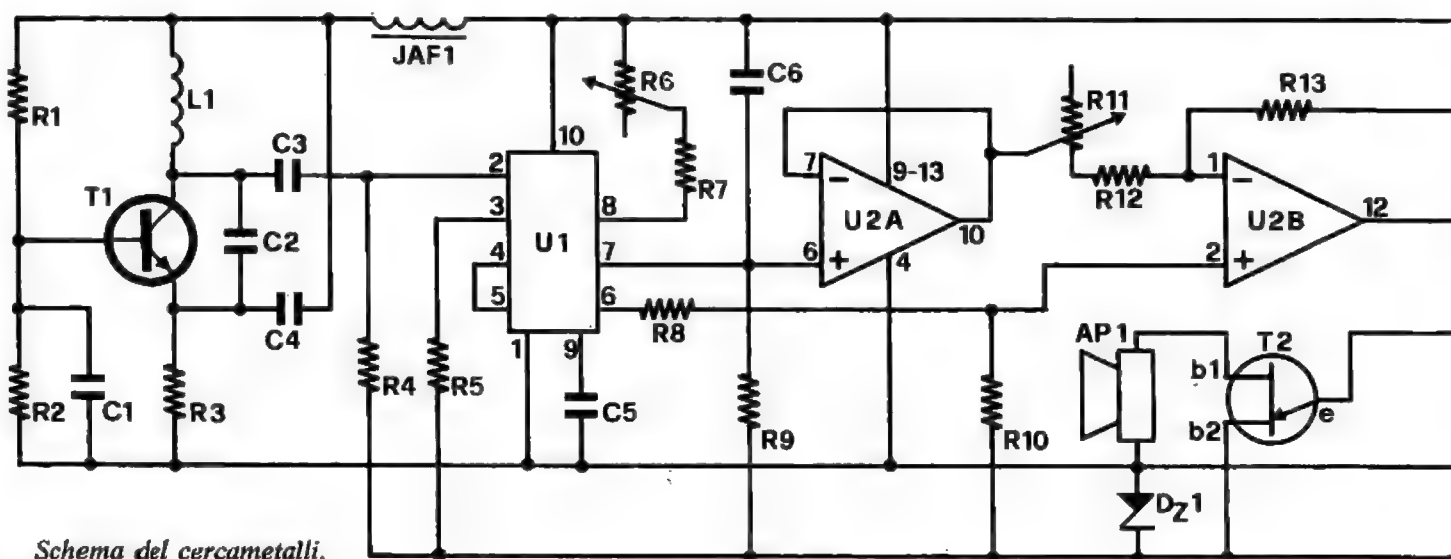 JAF1
R1
L1
C3
T1
C2
C4
R2
C1
R3
R4
R5
10
2
3
4
5
U1
8
7
6
1
9
C5
R6
R7
R8
C6
R9
7
6
U2A
9-13
10
4
R11
R12
R13
1
2
U2B
12
R10
AP1
b1
b2
T2
e
DZ1
Schema del cercametalli.